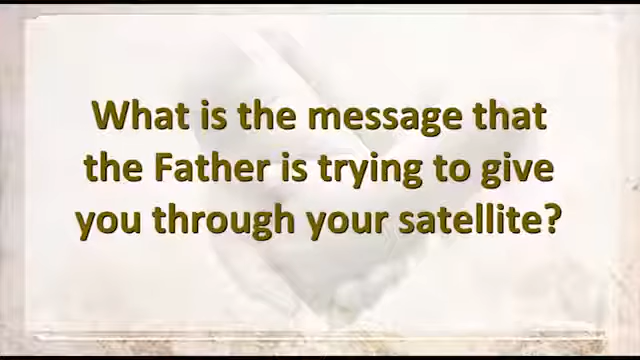 What is the message that
the Father is trying to give
you through your satellite?